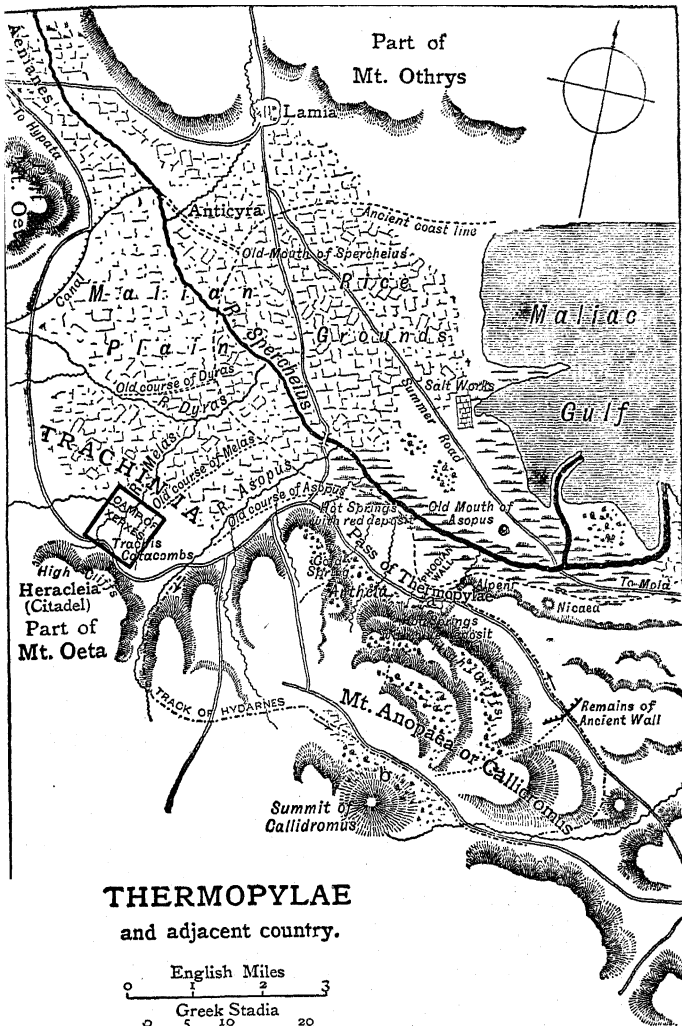 Part of
Mt. Othrys
Aenianes
To Hypata
Lamia
Anticyra
Ancient coast line
Old Mouth of Spercheius
Canal
Malian
Plain
R. Spercheius
Rice
Grounds
Maliac
Gulf
Salt Works
Summer Road
Old course of Dyras
R. Dyras
TRACHINIA
Melas
Old course of Melas
R. Asopus
Old course of Asopus
CAMP OF
XERXES
Trachis
Catacombs
Hot Springs
with red deposit
Old Mouth of
Asopus
Pass of Thermopylae
PHOCIAN
WALL
Alpeni
To Mola
Nicaea
Anthela
High Cliffs
Heracleia
(Citadel)
Part of
Mt. Oeta
TRACK OF HYDARNES
Mt. Anopaea or Callidromus
Remains of
Ancient Wall
Summit of
Callidromus
THERMOPYLAE
and adjacent country.
English Miles
0 1 2 3
Greek Stadia
0 5 10 20